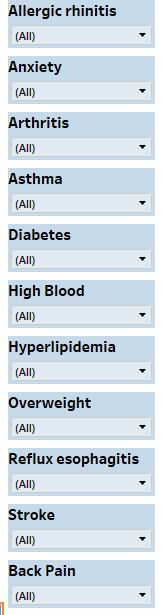 Allergic rhinitis
(All)
Anxiety
(All)
Arthritis
(All)
Asthma
(All)
Diabetes
(All)
High Blood
(All)
Hyperlipidemia
(All)
Overweight
(All)
Reflux esophagitis
(All)
Stroke
(All)
Back Pain
(All)